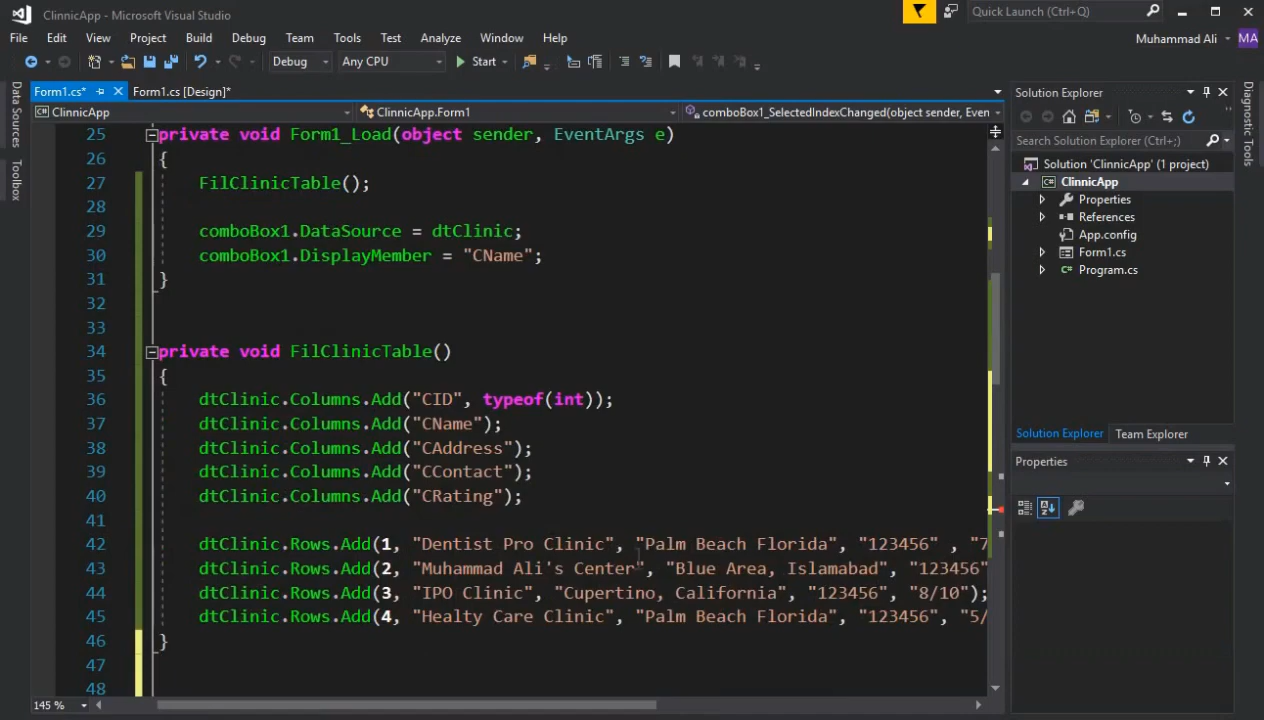 ClinnicApp - Microsoft Visual Studio
Quick Launch (Ctrl+Q)
File Edit View Project Build Debug Team Tools Test Analyze Window Help
Muhammad Ali MA
Debug Any CPU Start
Form1.cs* Form1.cs [Design]*
ClinnicApp ClinnicApp.Form1 comboBox1_SelectedIndexChanged(object sender, Even
Data Sources
Toolbox
Diagnostic Tools
25 private void Form1_Load(object sender, EventArgs e)
26 {
27 FilClinicTable();
28
29 comboBox1.DataSource = dtClinic;
30 comboBox1.DisplayMember = "CName";
31 }
32
33
34 private void FilClinicTable()
35 {
36 dtClinic.Columns.Add("CID", typeof(int));
37 dtClinic.Columns.Add("CName");
38 dtClinic.Columns.Add("CAddress");
39 dtClinic.Columns.Add("CContact");
40 dtClinic.Columns.Add("CRating");
41
42 dtClinic.Rows.Add(1, "Dentist Pro Clinic", "Palm Beach Florida", "123456" , "7
43 dtClinic.Rows.Add(2, "Muhammad Ali's Center", "Blue Area, Islamabad", "123456"
44 dtClinic.Rows.Add(3, "IPO Clinic", "Cupertino, California", "123456", "8/10");
45 dtClinic.Rows.Add(4, "Healty Care Clinic", "Palm Beach Florida", "123456", "5/
46 }
47
48
145 %
Solution Explorer
Search Solution Explorer (Ctrl+;)
Solution 'ClinnicApp' (1 project)
ClinnicApp
Properties
References
App.config
Form1.cs
Program.cs
Solution Explorer Team Explorer
Properties